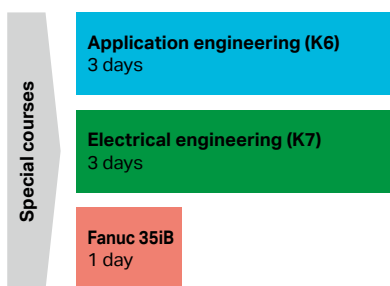 Special courses
Application engineering (K6)
3 days
Electrical engineering (K7)
3 days
Fanuc 35iB
1 day